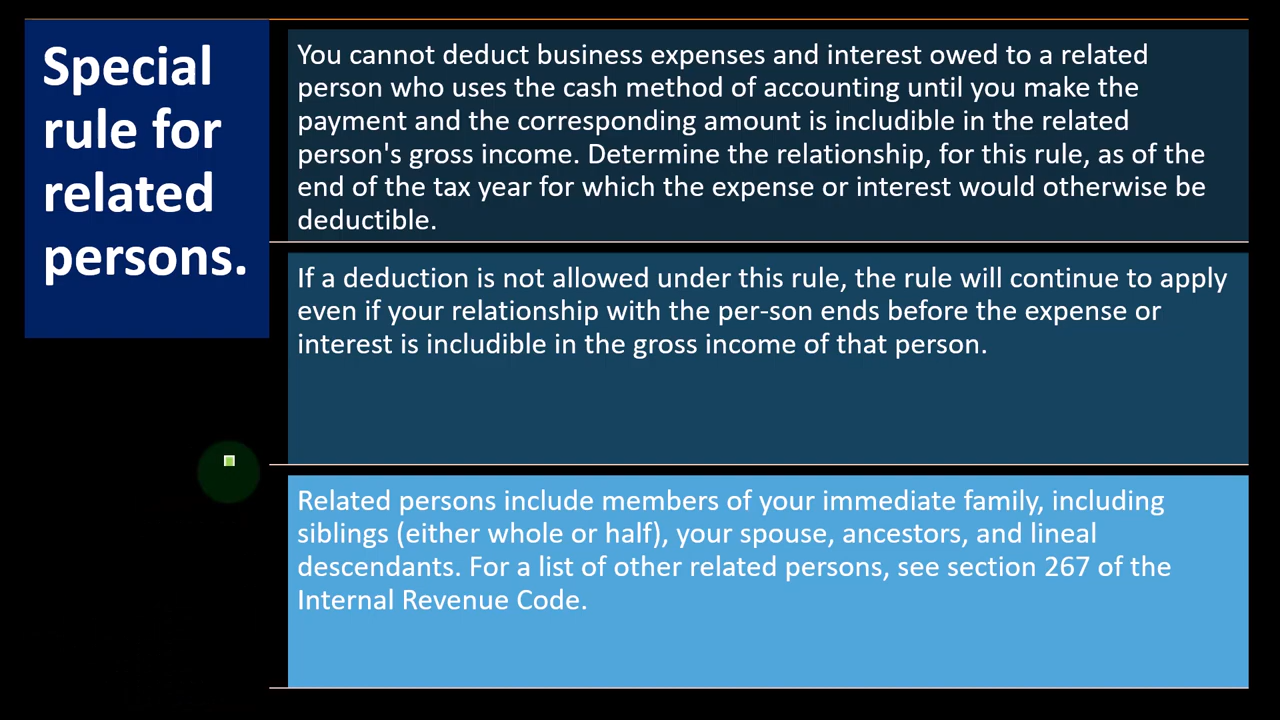 Special
rule for
related
persons.
You cannot deduct business expenses and interest owed to a related
person who uses the cash method of accounting until you make the
payment and the corresponding amount is includible in the related
person's gross income. Determine the relationship, for this rule, as of the
end of the tax year for which the expense or interest would otherwise be
deductible.
If a deduction is not allowed under this rule, the rule will continue to apply
even if your relationship with the per-son ends before the expense or
interest is includible in the gross income of that person.
Related persons include members of your immediate family, including
siblings (either whole or half), your spouse, ancestors, and lineal
descendants. For a list of other related persons, see section 267 of the
Internal Revenue Code.